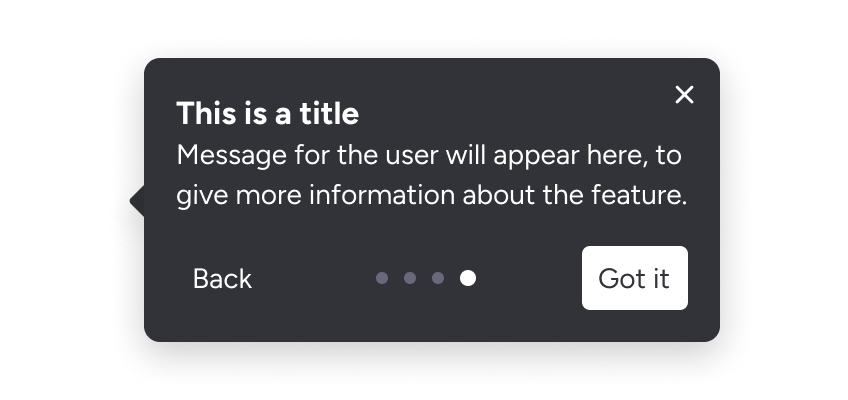 This is a title
Message for the user will appear here, to
give more information about the feature.
Back
Got it